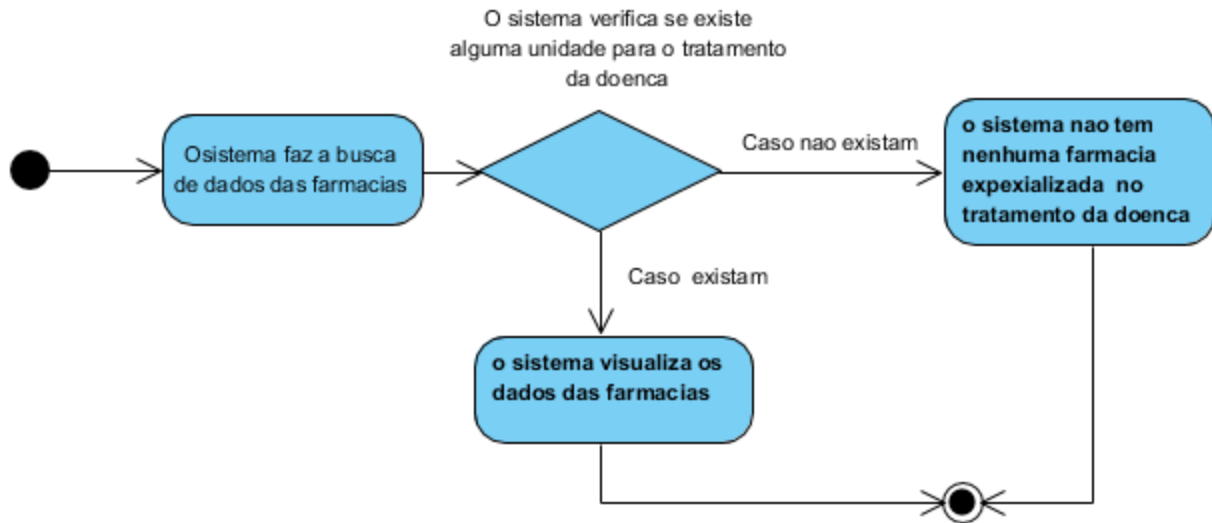 O sistema verifica se existe
alguma unidade para o tratamento
da doenca
Osistema faz a busca
de dados das farmacias
Caso nao existam
o sistema nao tem
nenhuma farmacia
expexializada no
tratamento da doenca
Caso existam
o sistema visualiza os
dados das farmacias